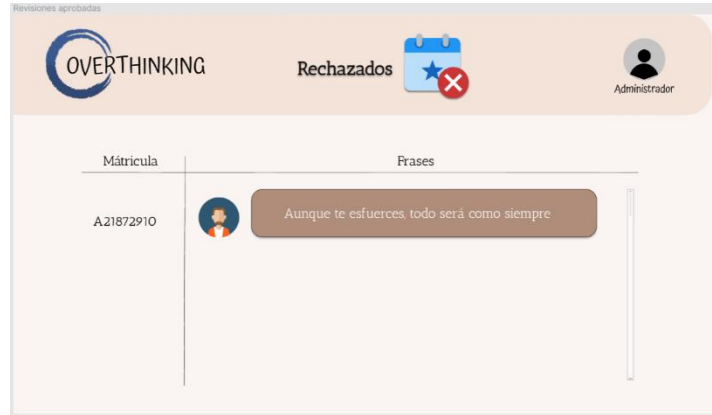 Revisiones aprobadas
OVERTHINKING
Rechazados
Administrador
Mátricula
Frases
A21872910
Aunque te esfuerces, todo será como siempre